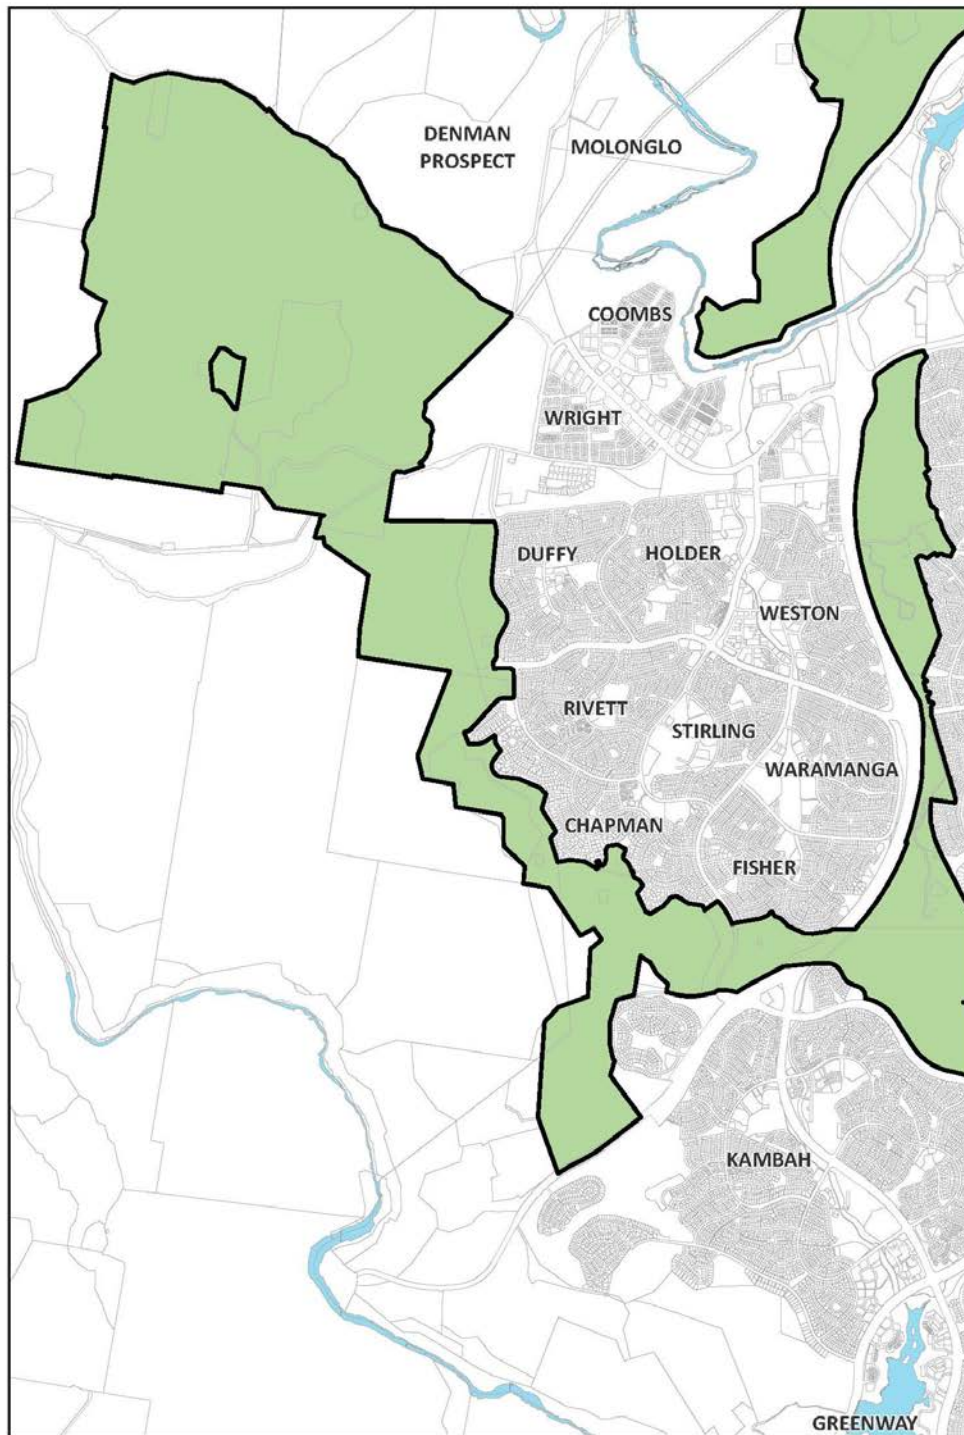 DENMAN
PROSPECT
MOLONGLO
COOMBS
WRIGHT
DUFFY
HOLDER
WESTON
RIVETT
STIRLING
WARAMANGA
CHAPMAN
FISHER
KAMBAH
GREENWAY